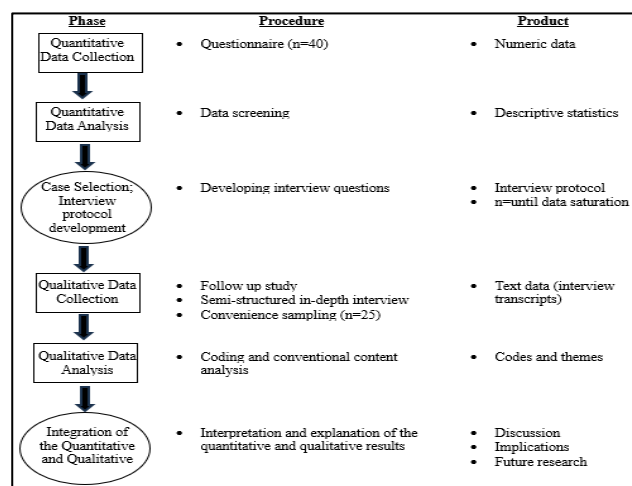 Phase Procedure Product
Quantitative
Data Collection
• Questionnaire (n=40)
• Numeric data
Quantitative
Data Analysis
• Data screening
• Descriptive statistics
Case Selection;
Interview
protocol
development
• Developing interview questions
• Interview protocol
• n=until data saturation
Qualitative Data
Collection
• Follow up study
• Semi-structured in-depth interview
• Convenience sampling (n=25)
• Text data (interview
transcripts)
Qualitative Data
Analysis
• Coding and conventional content
analysis
• Codes and themes
Integration of
the Quantitative
and Qualitative
• Interpretation and explanation of the
quantitative and qualitative results
• Discussion
• Implications
• Future research